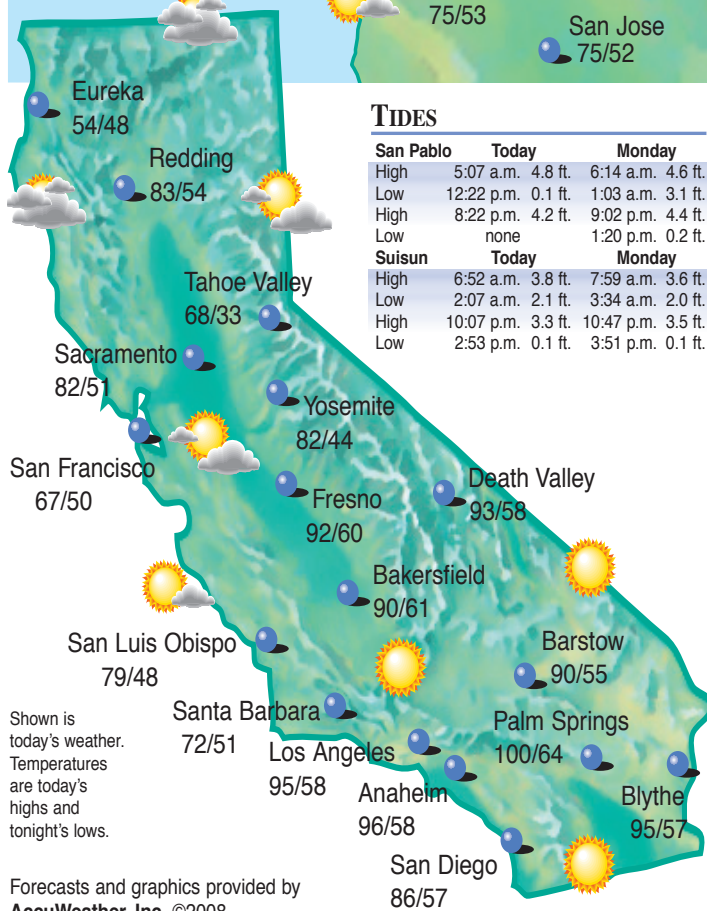 75/53
San Jose
75/52
Eureka
54/48
Redding
83/54
Tahoe Valley
68/33
Sacramento
82/51
Yosemite
82/44
San Francisco
67/50
Fresno
92/60
Death Valley
93/58
Bakersfield
90/61
San Luis Obispo
79/48
Barstow
90/55
Santa Barbara
72/51
Los Angeles
95/58
Palm Springs
100/64
Anaheim
96/58
Blythe
95/57
San Diego
86/57
TIDES
San Pablo Today Monday
High 5:07 a.m. 4.8 ft. 6:14 a.m. 4.6 ft.
Low 12:22 p.m. 0.1 ft. 1:03 a.m. 3.1 ft.
High 8:22 p.m. 4.2 ft. 9:02 p.m. 4.4 ft.
Low none 1:20 p.m. 0.2 ft.
Suisun Today Monday
High 6:52 a.m. 3.8 ft. 7:59 a.m. 3.6 ft.
Low 2:07 a.m. 2.1 ft. 3:34 a.m. 2.0 ft.
High 10:07 p.m. 3.3 ft. 10:47 p.m. 3.5 ft.
Low 2:53 p.m. 0.1 ft. 3:51 p.m. 0.1 ft.
Shown is
today's weather.
Temperatures
are today's
highs and
tonight's lows.
Forecasts and graphics provided by
AccuWeather, Inc. ©2008